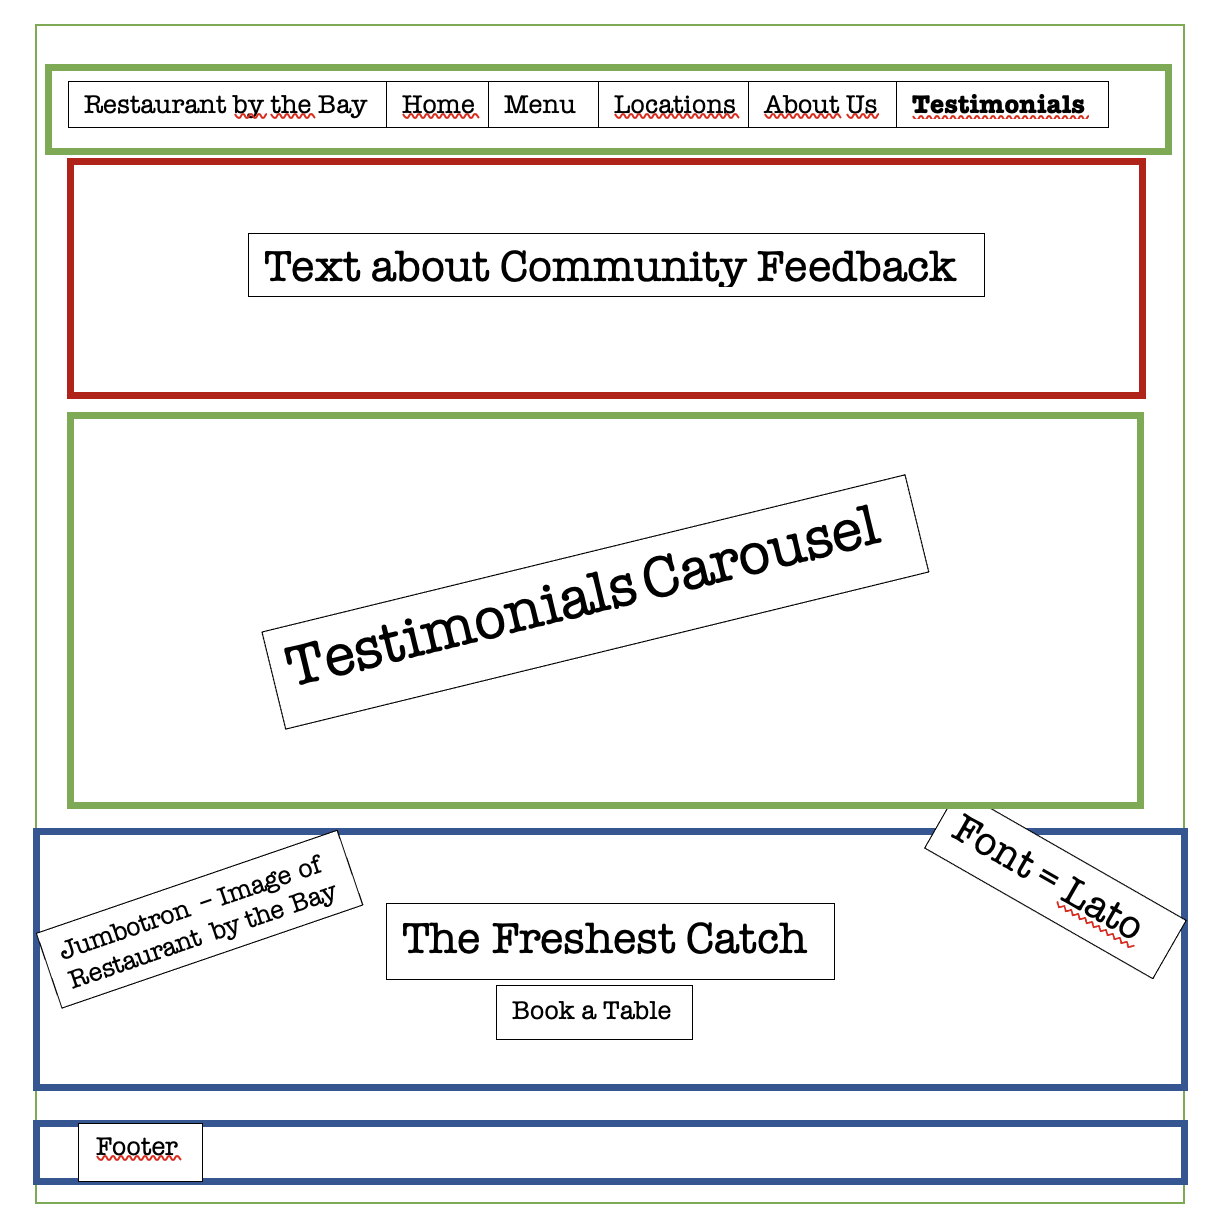 Restaurant by the Bay Home Menu Locations About Us Testimonials
Text about Community Feedback
Testimonials Carousel
Font = Lato
Jumbotron – Image of
Restaurant by the Bay
The Freshest Catch
Book a Table
Footer